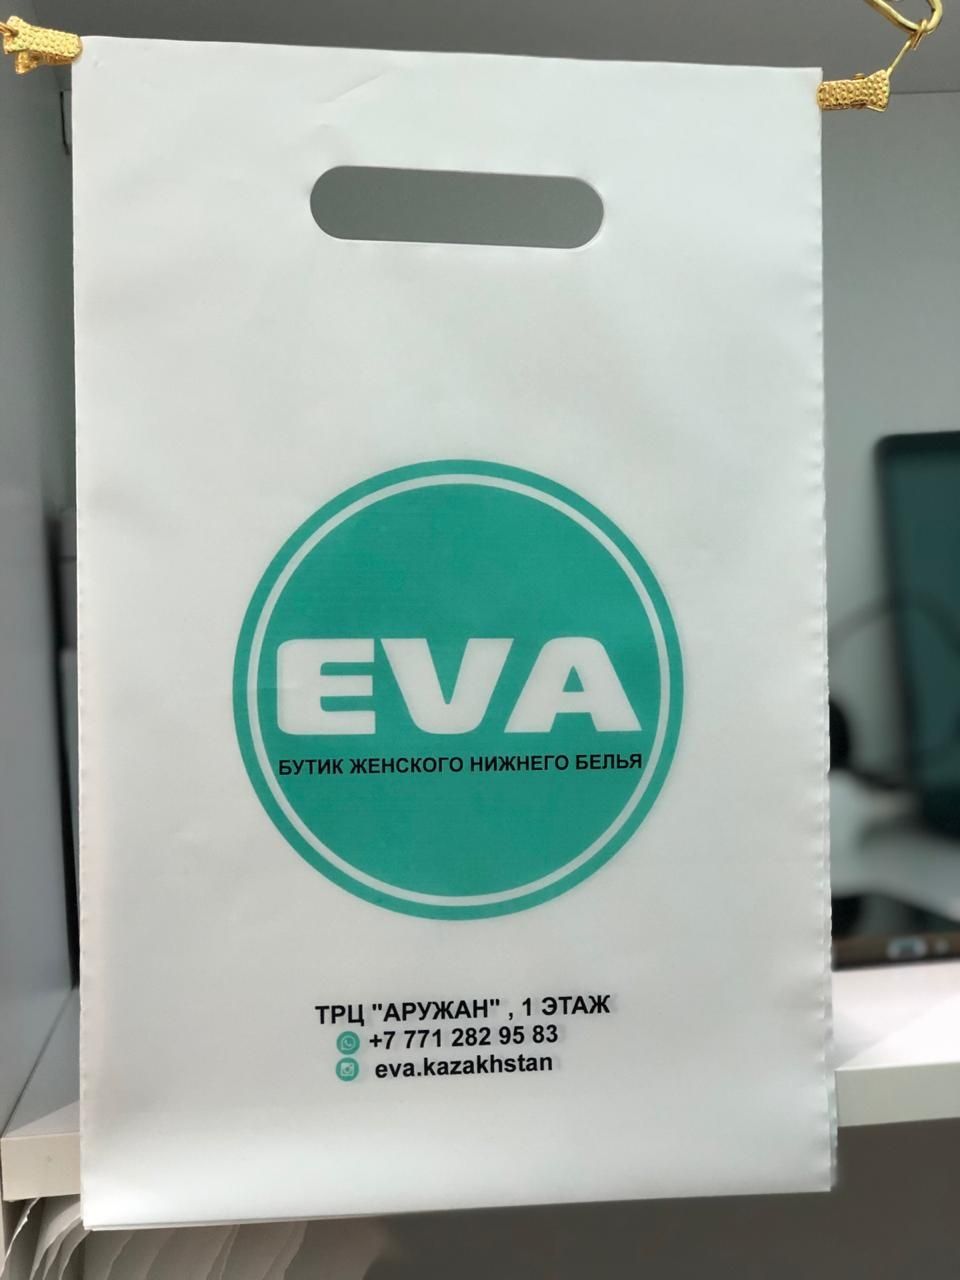 EVA
БУТИК ЖЕНСКОГО НИЖНЕГО БЕЛЬЯ
ТРЦ "АРУЖАН" , 1 ЭТАЖ
+7 771 282 95 83
eva.kazakhstan